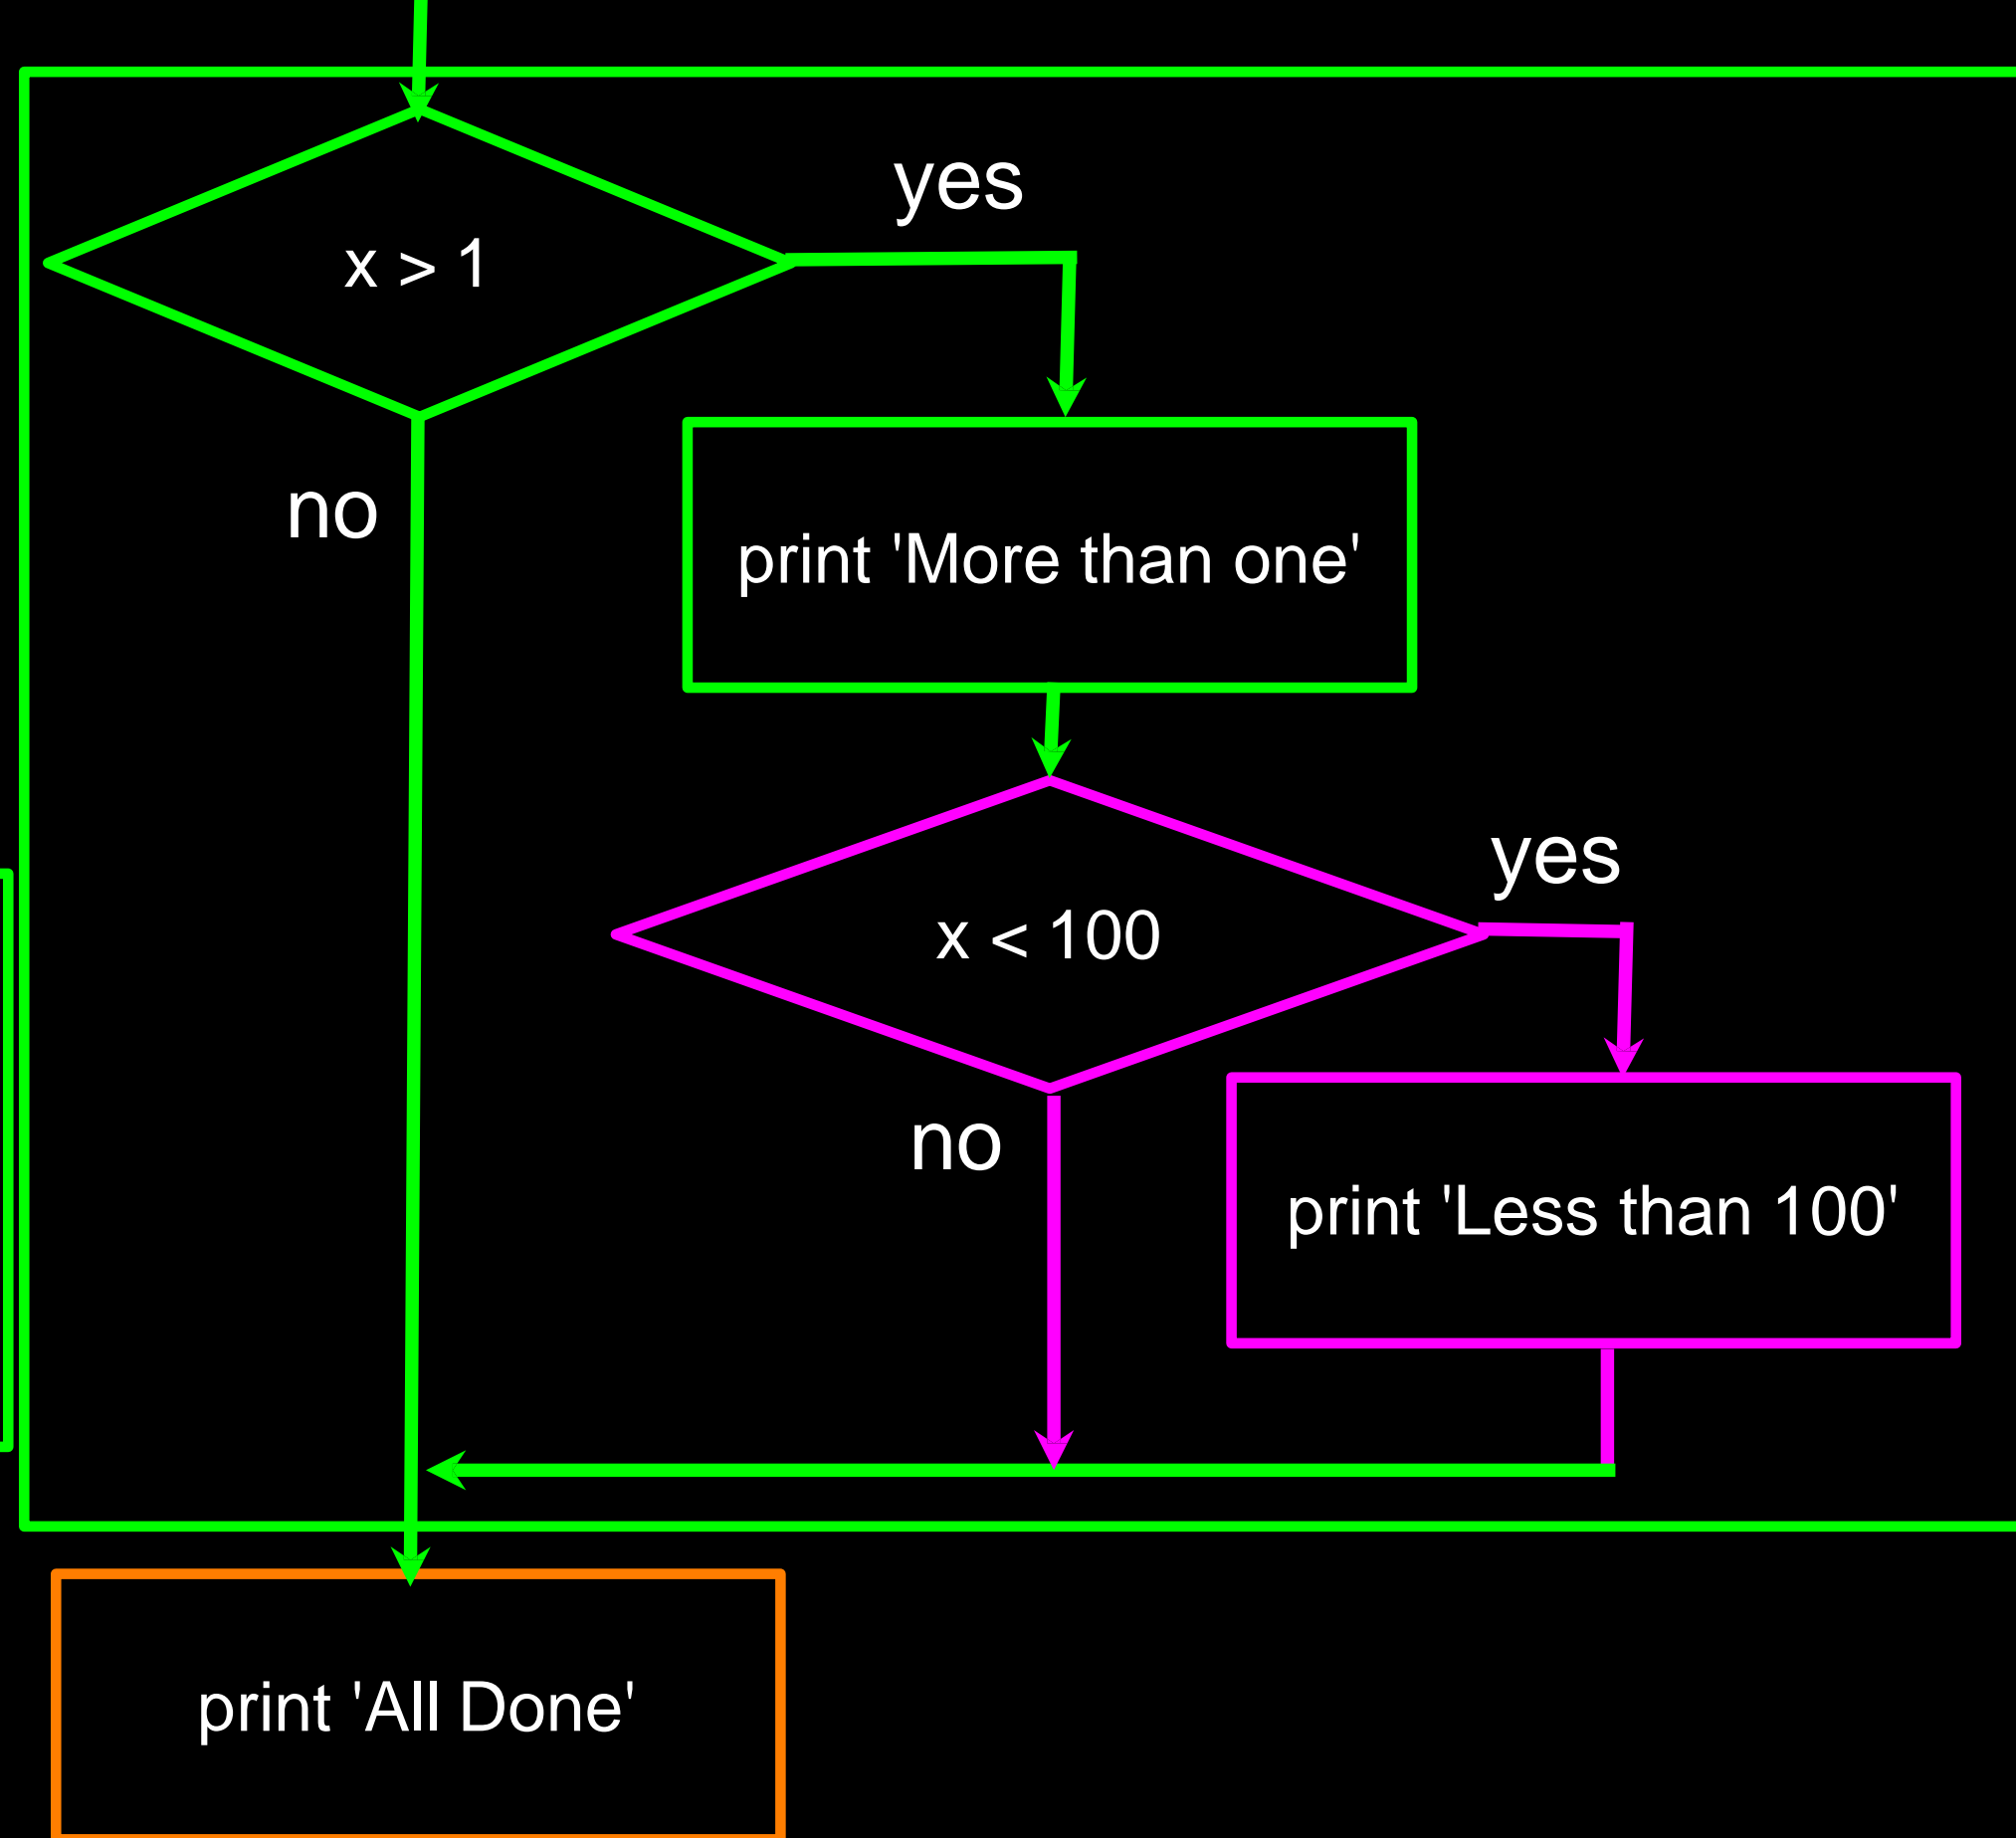 yes
x > 1
no
print 'More than one'
yes
x < 100
no
print 'Less than 100'
print 'All Done'